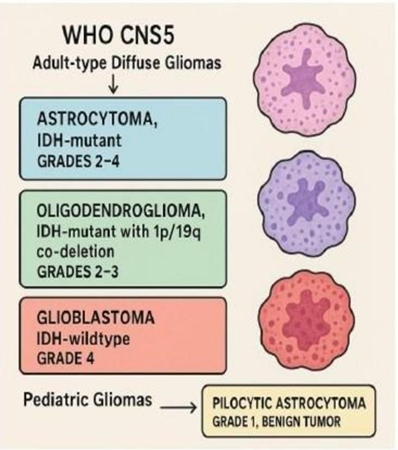 WHO CNS5
Adult-type Diffuse Gliomas
ASTROCYTOMA,
IDH-mutant
GRADES 2-4
OLIGODENDROGLIOMA,
IDH-mutant with 1p/19q
co-deletion
GRADES 2-3
GLIOBLASTOMA
IDH-wildtype
GRADE 4
Pediatric Gliomas
PILOCYTIC ASTROCYTOMA
GRADE 1, BENIGN TUMOR